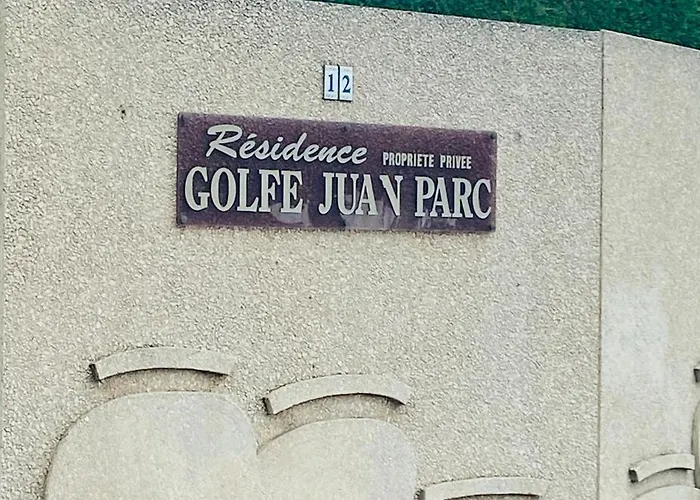 12
Résidence PROPRIETE PRIVEE
GOLFE JUAN PARC